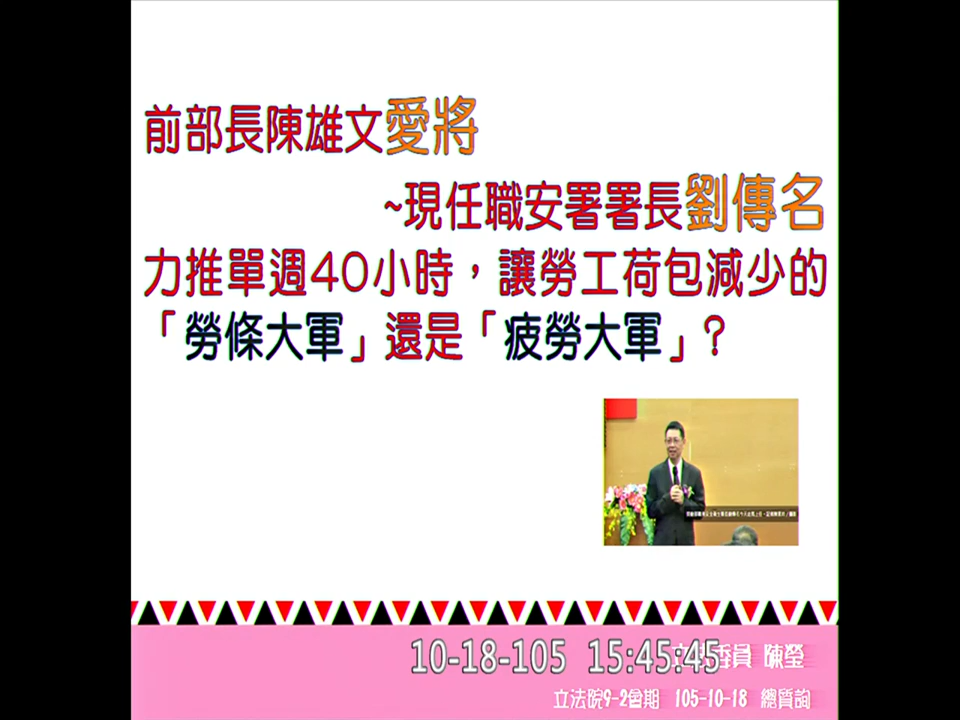 前部長陳雄文愛將
~現任職安署署長劉傳名
力推單週40小時，讓勞工荷包減少的
「勞條大軍」還是「疲勞大軍」？
10-18-105 15:45:45
委員 陳瑩
立法院9-2會期 105-10-18 總質詢